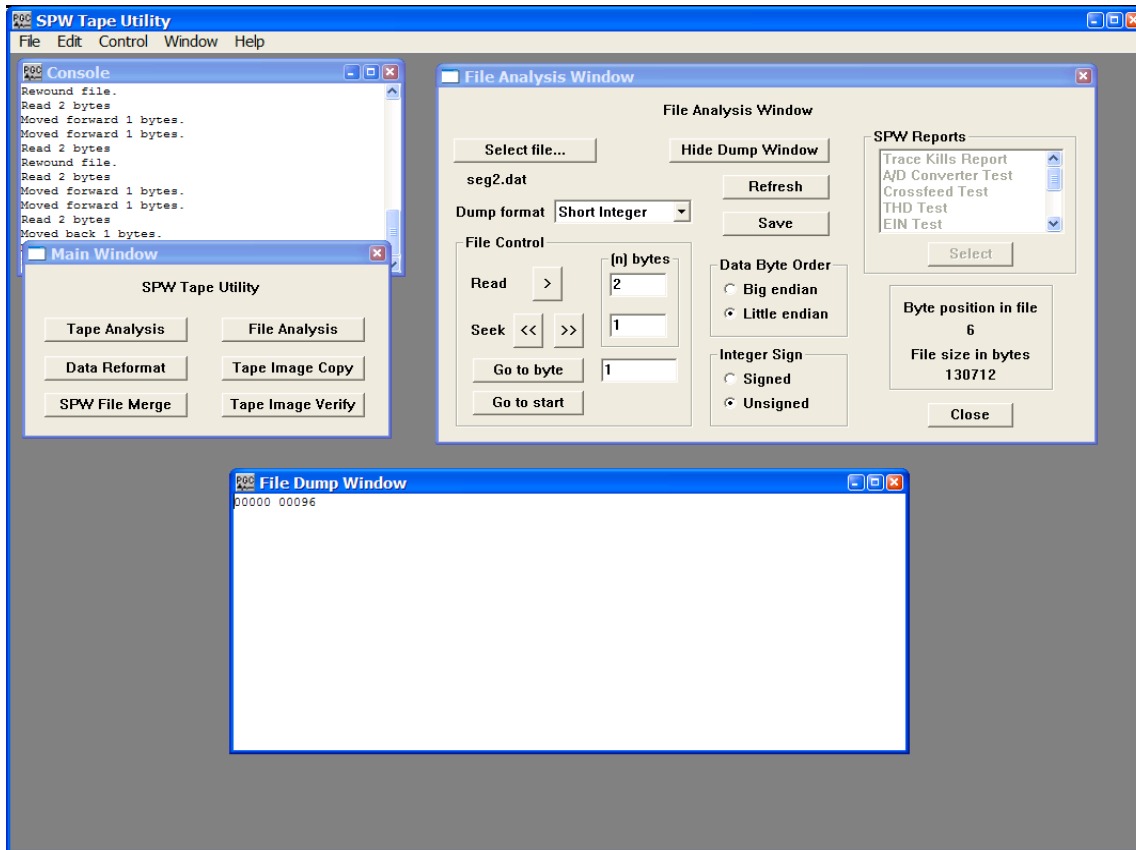 SPW Tape Utility
File Edit Control Window Help
Console
Rewound file.
Read 2 bytes
Moved forward 1 bytes.
Moved forward 1 bytes.
Read 2 bytes
Rewound file.
Read 2 bytes
Moved forward 1 bytes.
Moved forward 1 bytes.
Read 2 bytes
Moved back 1 bytes.
Main Window
SPW Tape Utility
Tape Analysis File Analysis
Data Reformat Tape Image Copy
SPW File Merge Tape Image Verify
File Analysis Window
File Analysis Window
Select file... Hide Dump Window
seg2.dat
Refresh
Dump format Short Integer
Save
File Control
(n) bytes
Read > 2
Seek << >> 1
Go to byte 1
Go to start
Data Byte Order
Big endian
Little endian
Integer Sign
Signed
Unsigned
SPW Reports
Trace Kills Report
A/D Converter Test
Crossfeed Test
THD Test
EIN Test
Select
Byte position in file
6
File size in bytes
130712
Close
File Dump Window
00000 00096